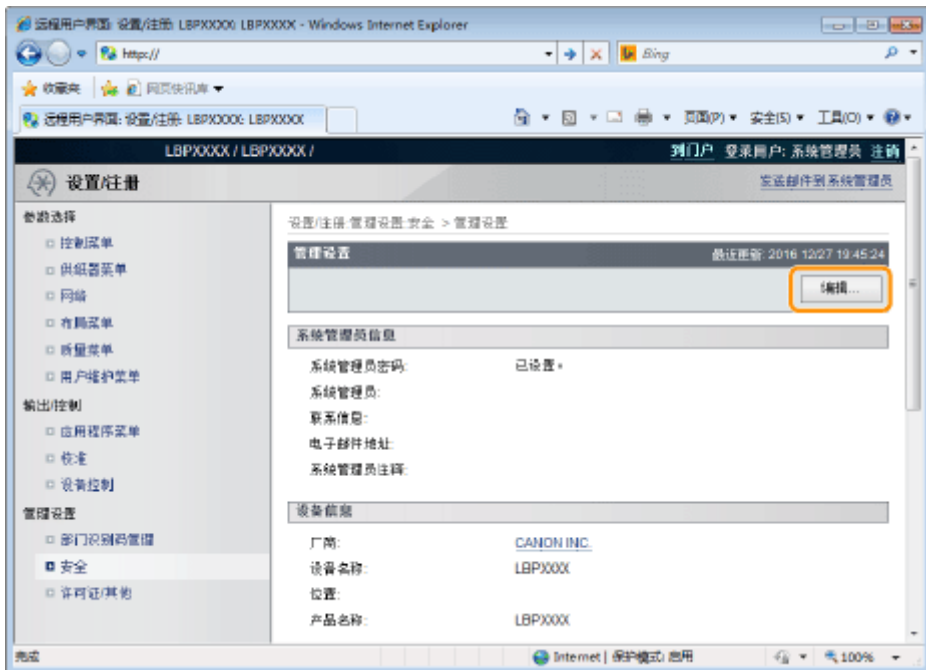 远程用户界面: 设置/注册: LBPXXXX: LBPXXXX - Windows Internet Explorer
http://
Bing
收藏夹
网页快讯库
远程用户界面: 设置/注册: LBPXXXX: LBPXXXX
页面(P)
安全(S)
工具(O)
LBPXXXX / LBPXXXX /
到门户
登录用户: 系统管理员
注销
设置/注册
发送邮件到系统管理员
参数选择
控制菜单
供纸器菜单
网络
布局菜单
质量菜单
用户维护菜单
输出/控制
应用程序菜单
校准
设备控制
管理设置
部门识别码管理
安全
许可证/其他
设置/注册:管理设置:安全 > 管理设置
管理设置
最近更新: 2016 12/27 19:45:24
编辑...
系统管理员信息
系统管理员密码: 已设置。
系统管理员:
联系信息:
电子邮件地址:
系统管理员注释:
设备信息
厂商: CANON INC.
设备名称: LBPXXXX
位置:
产品名称: LBPXXXX
完成
Internet | 保护模式: 启用
100%